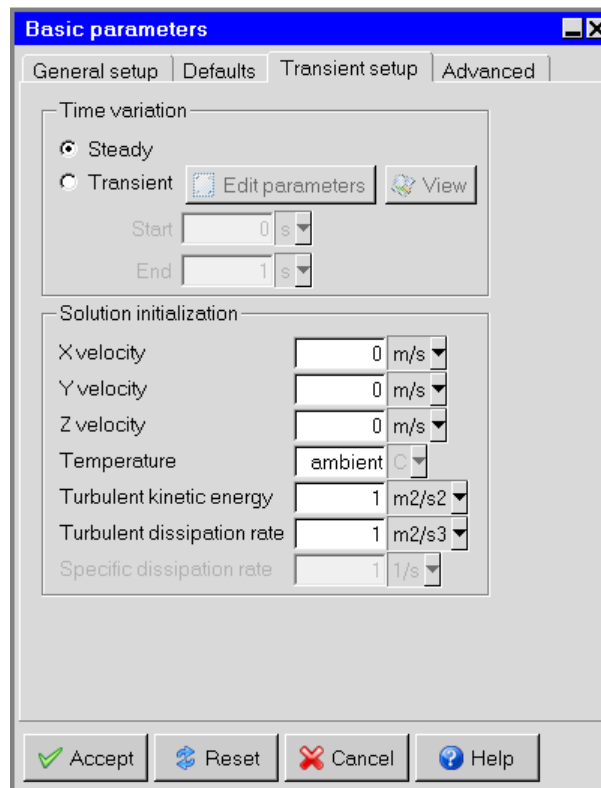 Basic parameters
General setup Defaults Transient setup Advanced
Time variation
Steady
Transient Edit parameters View
Start 0 s
End 1 s
Solution initialization
X velocity 0 m/s
Y velocity 0 m/s
Z velocity 0 m/s
Temperature ambient C
Turbulent kinetic energy 1 m2/s2
Turbulent dissipation rate 1 m2/s3
Specific dissipation rate 1 1/s
Accept Reset Cancel Help